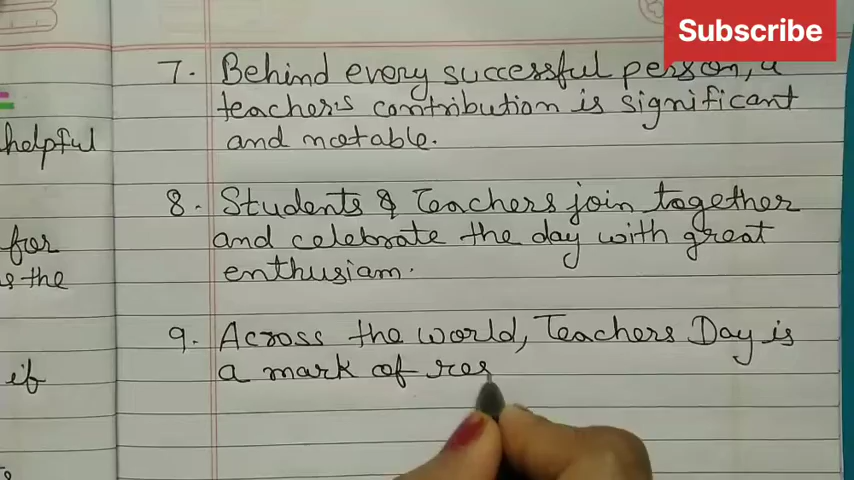 Subscribe
7. Behind every successful person, a
teacher's contribution is significant
and notable.
helpful
8. Students & Teachers join together
and celebrate the day with great
enthusiam.
for
s the
9. Across the world, Teachers Day is
a mark of res
if